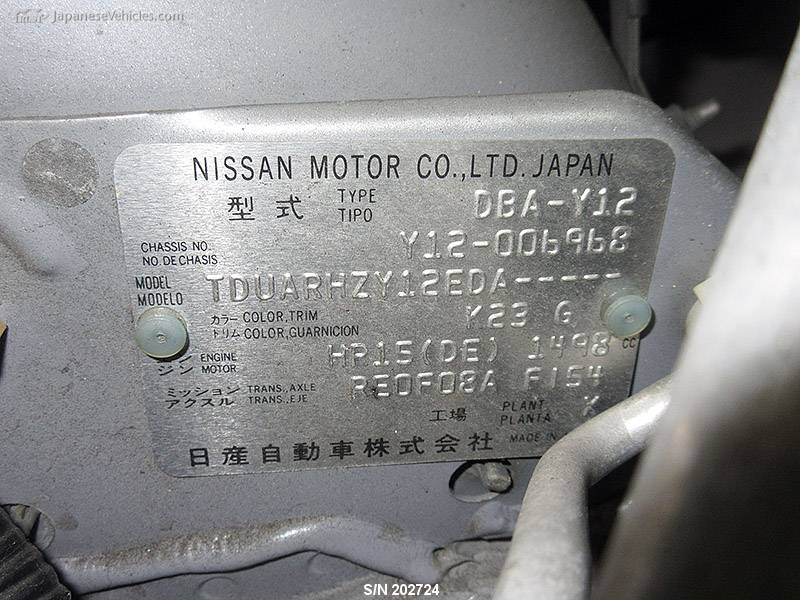 JapaneseVehicles.com
NISSAN MOTOR CO.,LTD. JAPAN
型式 TYPE TIPO DBA-Y12
CHASSIS NO. NO. DE CHASIS Y12-006968
MODEL MODELO TDUARHZY12EDA-----
カラー COLOR,TRIM トリム COLOR,GUARNICION K23 G
ジン ENGINE MOTOR HR15(DE) 1498 cc
ミッション TRANS.,AXLE アクスル TRANS.,EJE RE0F08A F154
工場 PLANT PLANTA X
日産自動車株式会社 MADE IN
S/N 202724